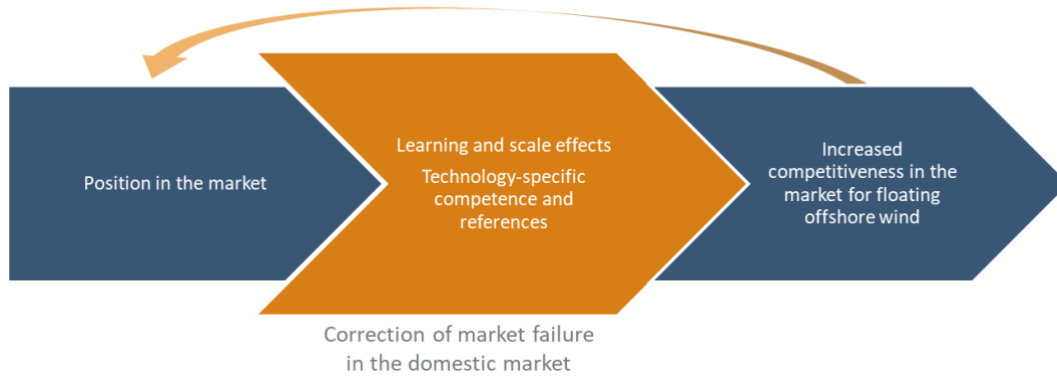 Position in the market
Learning and scale effects
Technology-specific
competence and
references
Increased
competitiveness in the
market for floating
offshore wind
Correction of market failure
in the domestic market